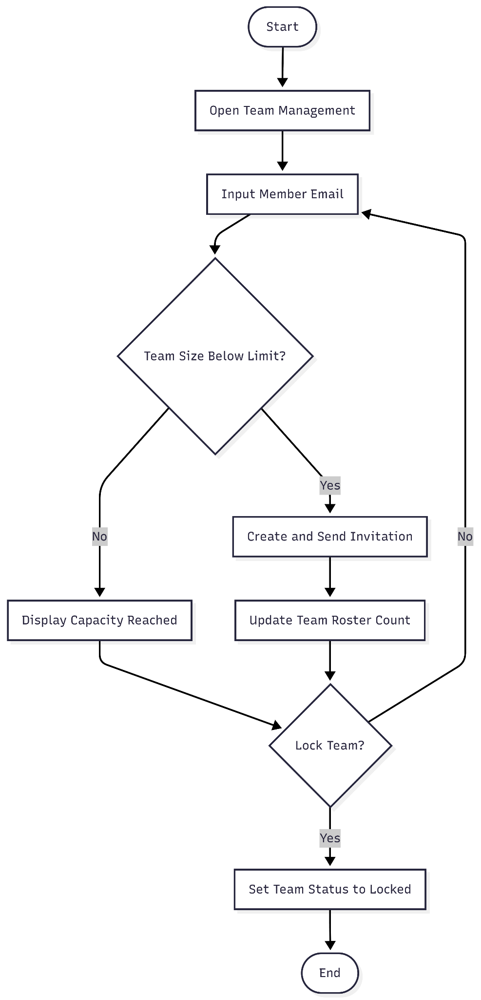 Start
Open Team Management
Input Member Email
Team Size Below Limit?
Yes
Create and Send Invitation
No
No
Display Capacity Reached
Update Team Roster Count
Lock Team?
Yes
Set Team Status to Locked
End